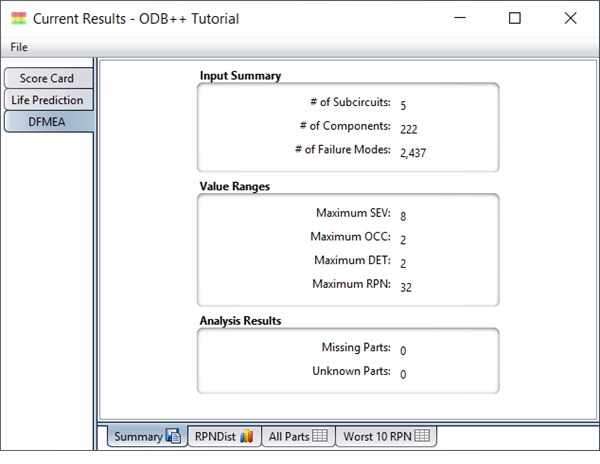 Current Results - ODB++ Tutorial
File
Score Card
Life Prediction
DFMEA
Input Summary
# of Subcircuits: 5
# of Components: 222
# of Failure Modes: 2,437
Value Ranges
Maximum SEV: 8
Maximum OCC: 2
Maximum DET: 2
Maximum RPN: 32
Analysis Results
Missing Parts: 0
Unknown Parts: 0
Summary RPNDist All Parts Worst 10 RPN